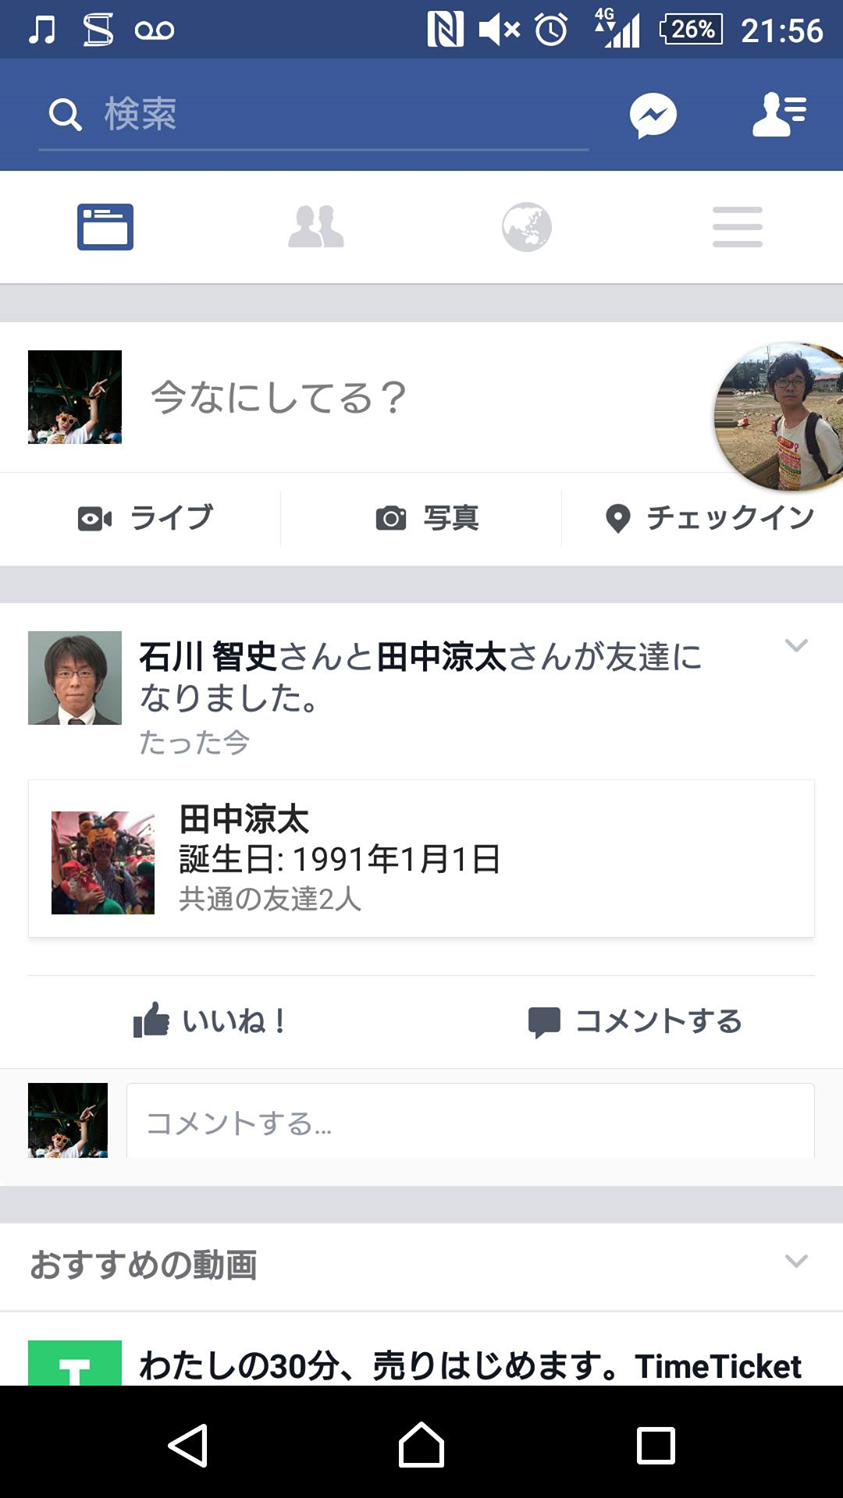 4G
26%
21:56
検索
今なにしてる？
ライブ
写真
チェックイン
石川 智史さんと田中涼太さんが友達に
なりました。
たった今
田中涼太
誕生日: 1991年1月1日
共通の友達2人
いいね！
コメントする
コメントする...
おすすめの動画
T
わたしの30分、売りはじめます。TimeTicket